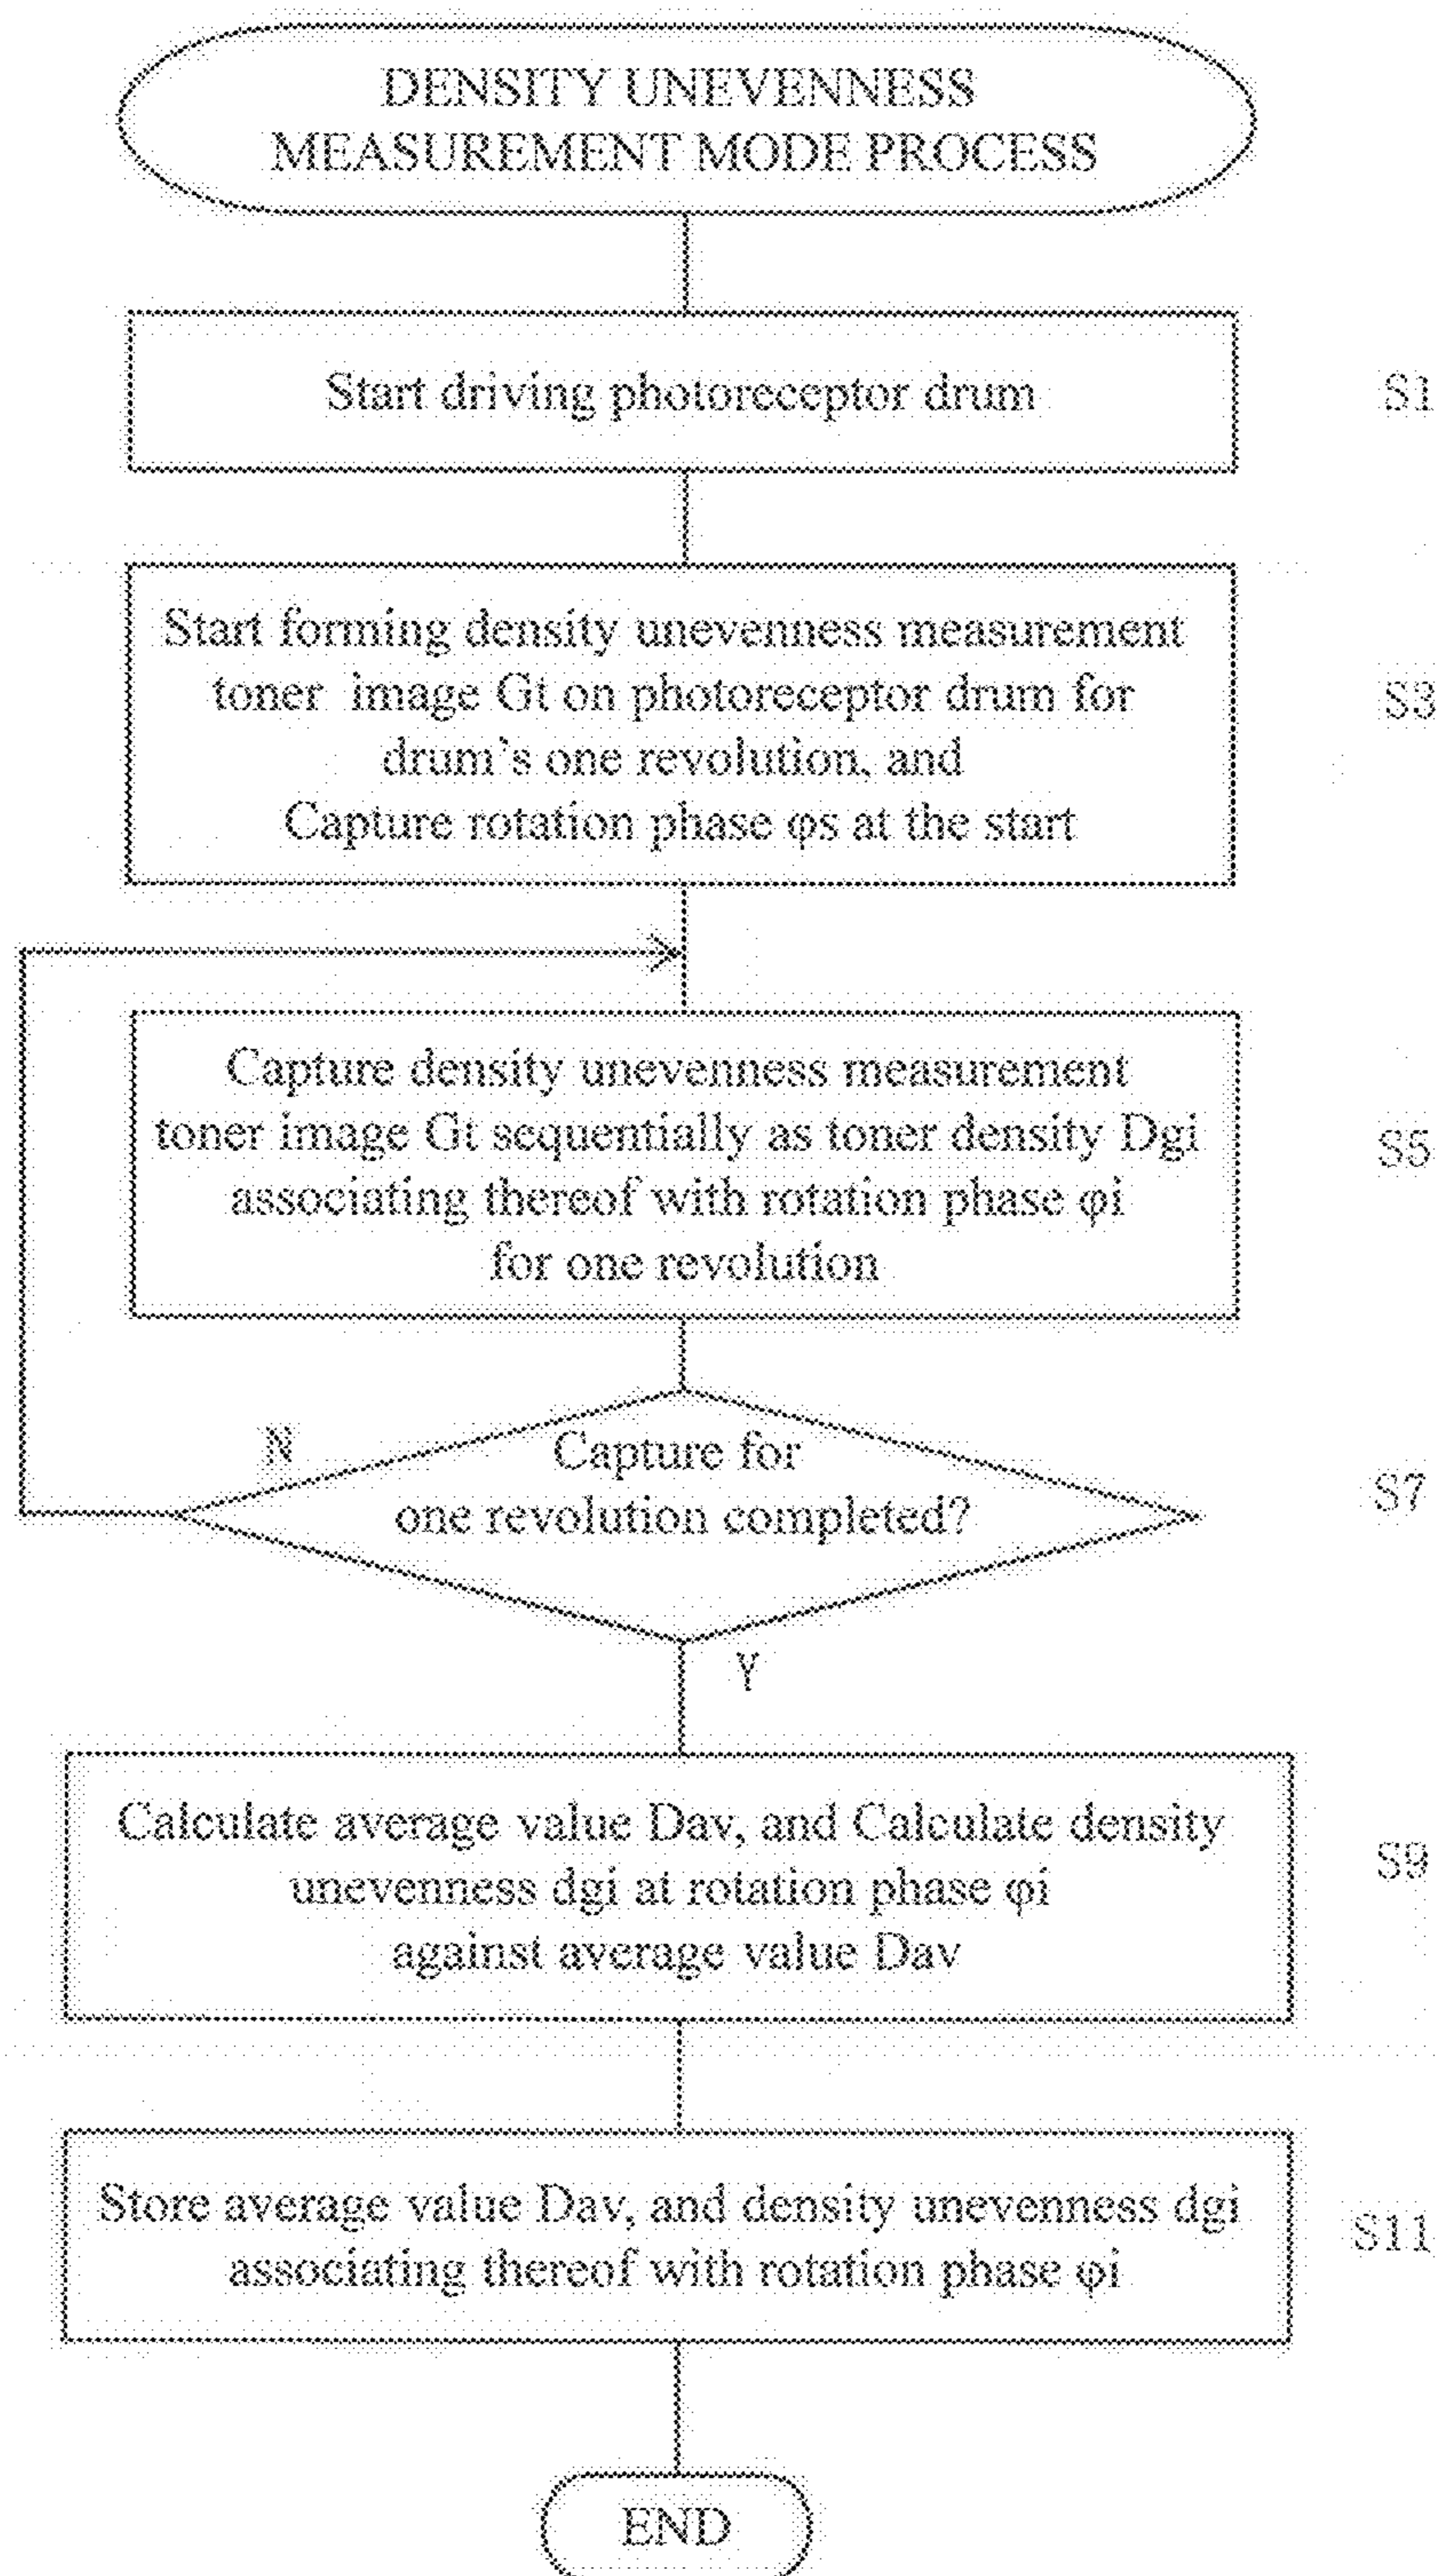 DENSITY UNEVENNESS
MEASUREMENT MODE PROCESS
Start driving photoreceptor drum
S1
Start forming density unevenness measurement
toner image Gt on photoreceptor drum for
drum's one revolution, and
Capture rotation phase φs at the start
S3
Capture density unevenness measurement
toner image Gt sequentially as toner density Dgi
associating thereof with rotation phase φi
for one revolution
S5
N
Capture for
one revolution completed?
S7
Y
Calculate average value Dav, and Calculate density
unevenness dgi at rotation phase φi
against average value Dav
S9
Store average value Dav, and density unevenness dgi
associating thereof with rotation phase φi
S11
END